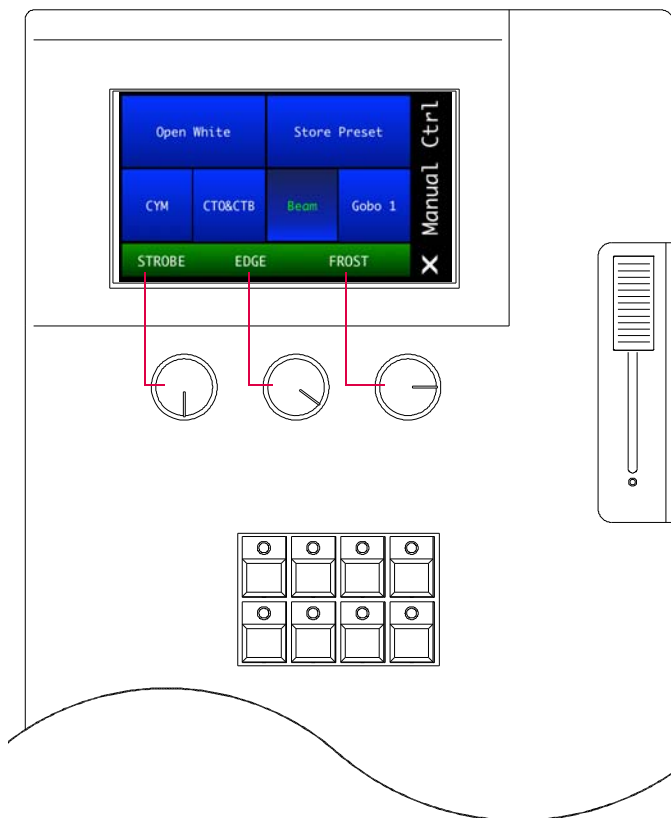 Open White Store Preset
CYM CTO&CTB Beam Gobo 1
STROBE EDGE FROST
X Manual Ctrl